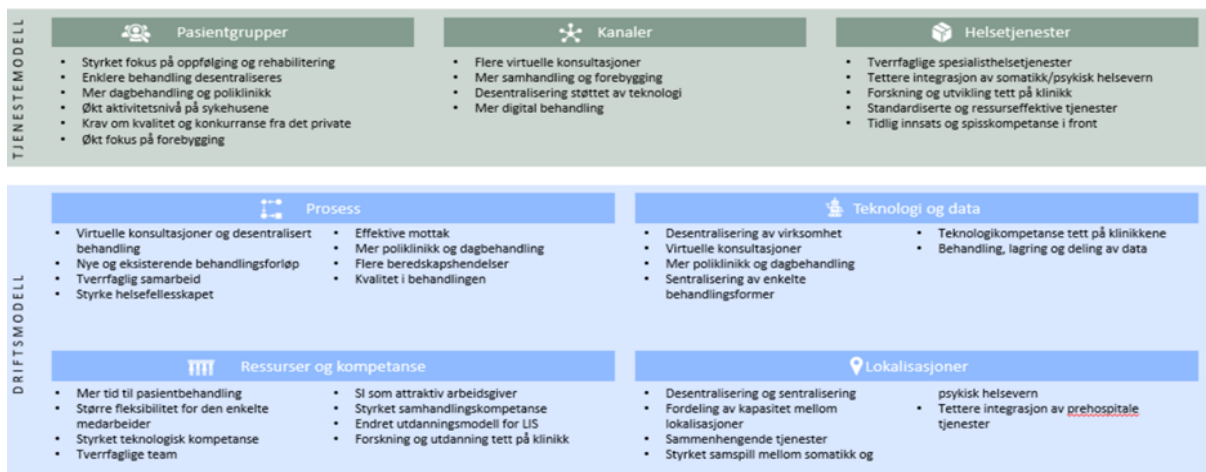 TJENESTEMODELL
Pasientgrupper
• Styrket fokus på oppfølging og rehabilitering
• Enklere behandling desentraliseres
• Mer dagbehandling og poliklinikk
• Økt aktivitetsnivå på sykehusene
• Krav om kvalitet og konkurranse fra det private
• Økt fokus på forebygging
Kanaler
• Flere virtuelle konsultasjoner
• Mer samhandling og forebygging
• Desentralisering støttet av teknologi
• Mer digital behandling
Helsetjenester
• Tverrfaglige spesialisthelsetjenester
• Tettere integrasjon av somatikk/psykisk helsevern
• Forskning og utvikling tett på klinikk
• Standardiserte og ressurseffektive tjenester
• Tidlig innsats og spisskompetanse i front
DRIFTSMODELL
Prosess
• Virtuelle konsultasjoner og desentralisert
behandling
• Nye og eksisterende behandlingsforløp
• Tverrfaglig samarbeid
• Styrke helsefellesskapet
• Effektive mottak
• Mer poliklinikk og dagbehandling
• Flere beredskapshendelser
• Kvalitet i behandlingen
Teknologi og data
• Desentralisering av virksomhet
• Virtuelle konsultasjoner
• Mer poliklinikk og dagbehandling
• Sentralisering av enkelte
behandlingsformer
• Teknologikompetanse tett på klinikkene
• Behandling, lagring og deling av data
Ressurser og kompetanse
• Mer tid til pasientbehandling
• Større fleksibilitet for den enkelte
medarbeider
• Styrket teknologisk kompetanse
• Tverrfaglige team
• SI som attraktiv arbeidsgiver
• Styrket samhandlingskompetanse
• Endret utdanningsmodell for LIS
• Forskning og utdanning tett på klinikk
Lokalisasjoner
• Desentralisering og sentralisering
• Fordeling av kapasitet mellom
lokalisasjoner
• Sammenhengende tjenester
• Styrket samspill mellom somatikk og
psykisk helsevern
• Tettere integrasjon av prehospitale
tjenester